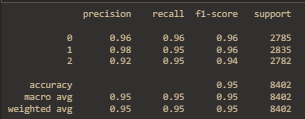 precision recall f1-score support
0 0.96 0.96 0.96 2785
1 0.98 0.95 0.96 2835
2 0.92 0.95 0.94 2782
accuracy 0.95 8402
macro avg 0.95 0.95 0.95 8402
weighted avg 0.95 0.95 0.95 8402